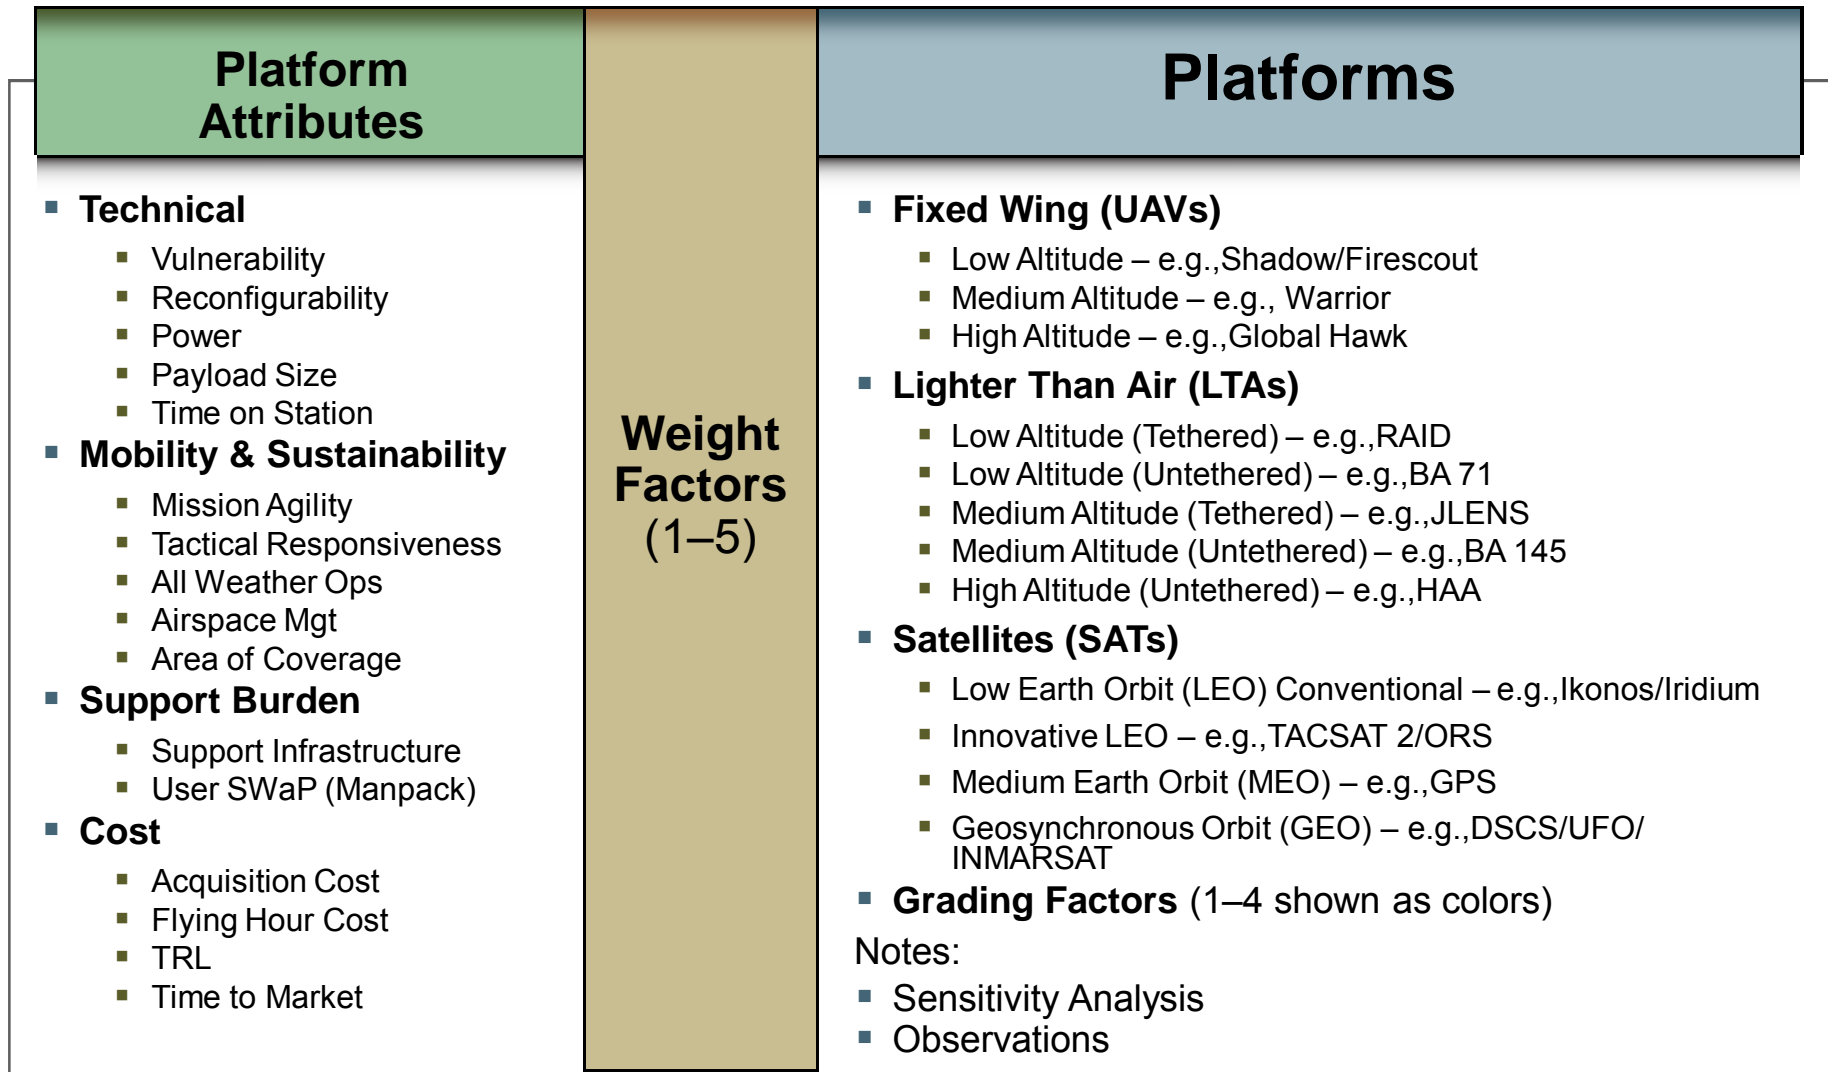 Platform
Attributes
Technical
Vulnerability
Reconfigurability
Power
Payload Size
Time on Station
Mobility & Sustainability
Mission Agility
Tactical Responsiveness
All Weather Ops
Airspace Mgt
Area of Coverage
Support Burden
Support Infrastructure
User SWaP (Manpack)
Cost
Acquisition Cost
Flying Hour Cost
TRL
Time to Market
Weight
Factors
(1–5)
Platforms
Fixed Wing (UAVs)
Low Altitude – e.g.,Shadow/Firescout
Medium Altitude – e.g., Warrior
High Altitude – e.g.,Global Hawk
Lighter Than Air (LTAs)
Low Altitude (Tethered) – e.g.,RAID
Low Altitude (Untethered) – e.g.,BA 71
Medium Altitude (Tethered) – e.g.,JLENS
Medium Altitude (Untethered) – e.g.,BA 145
High Altitude (Untethered) – e.g.,HAA
Satellites (SATs)
Low Earth Orbit (LEO) Conventional – e.g.,Ikonos/Iridium
Innovative LEO – e.g.,TACSAT 2/ORS
Medium Earth Orbit (MEO) – e.g.,GPS
Geosynchronous Orbit (GEO) – e.g.,DSCS/UFO/
INMARSAT
Grading Factors (1–4 shown as colors)
Notes:
Sensitivity Analysis
Observations